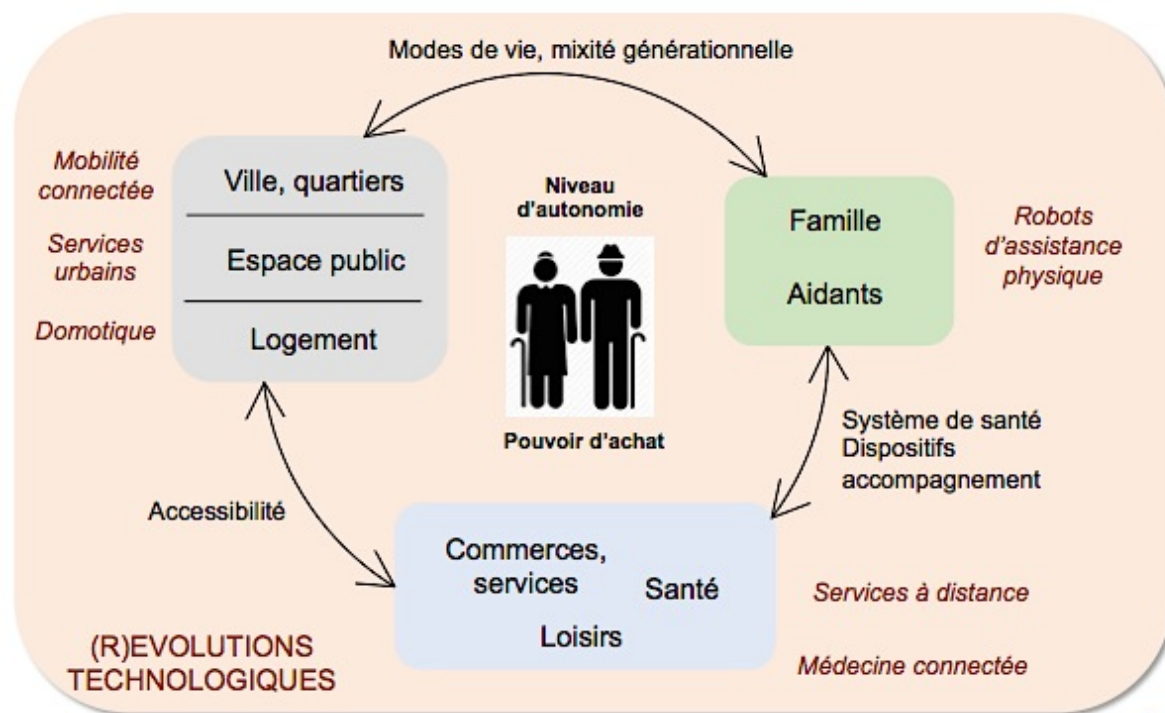 Modes de vie, mixité générationnelle
Mobilité
connectée
Ville, quartiers
Services
urbains
Espace public
Domotique
Logement
Niveau
d'autonomie
Pouvoir d'achat
Famille
Aidants
Robots
d'assistance
physique
Système de santé
Dispositifs
accompagnement
Accessibilité
Commerces,
services
Santé
Loisirs
Services à distance
Médecine connectée
(R)EVOLUTIONS
TECHNOLOGIQUES